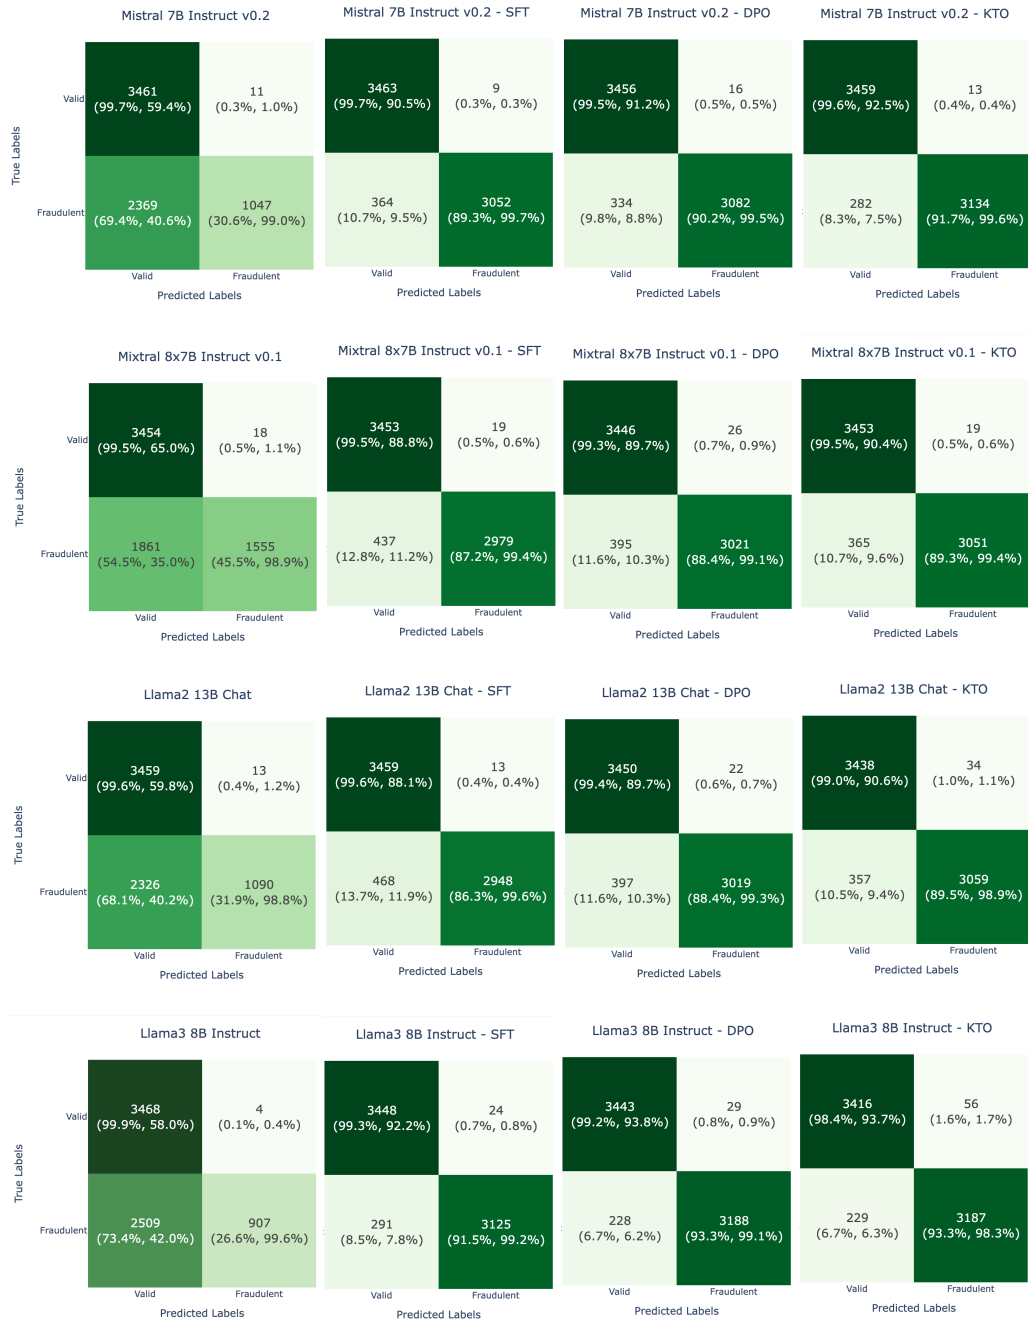 Mistral 7B Instruct v0.2
Mistral 7B Instruct v0.2 - SFT
Mistral 7B Instruct v0.2 - DPO
Mistral 7B Instruct v0.2 - KTO
True Labels
Valid
3461
(99.7%, 59.4%)
11
(0.3%, 1.0%)
3463
(99.7%, 90.5%)
9
(0.3%, 0.3%)
3456
(99.5%, 91.2%)
16
(0.5%, 0.5%)
3459
(99.6%, 92.5%)
13
(0.4%, 0.4%)
Fraudulent
2369
(69.4%, 40.6%)
1047
(30.6%, 99.0%)
364
(10.7%, 9.5%)
3052
(89.3%, 99.7%)
334
(9.8%, 8.8%)
3082
(90.2%, 99.5%)
282
(8.3%, 7.5%)
3134
(91.7%, 99.6%)
Valid
Fraudulent
Valid
Fraudulent
Valid
Fraudulent
Valid
Fraudulent
Predicted Labels
Predicted Labels
Predicted Labels
Predicted Labels
Mixtral 8x7B Instruct v0.1
Mixtral 8x7B Instruct v0.1 - SFT
Mixtral 8x7B Instruct v0.1 - DPO
Mixtral 8x7B Instruct v0.1 - KTO
True Labels
Valid
3454
(99.5%, 65.0%)
18
(0.5%, 1.1%)
3453
(99.5%, 88.8%)
19
(0.5%, 0.6%)
3446
(99.3%, 89.7%)
26
(0.7%, 0.9%)
3453
(99.5%, 90.4%)
19
(0.5%, 0.6%)
Fraudulent
1861
(54.5%, 35.0%)
1555
(45.5%, 98.9%)
437
(12.8%, 11.2%)
2979
(87.2%, 99.4%)
395
(11.6%, 10.3%)
3021
(88.4%, 99.1%)
365
(10.7%, 9.6%)
3051
(89.3%, 99.4%)
Valid
Fraudulent
Valid
Fraudulent
Valid
Fraudulent
Valid
Fraudulent
Predicted Labels
Predicted Labels
Predicted Labels
Predicted Labels
Llama2 13B Chat
Llama2 13B Chat - SFT
Llama2 13B Chat - DPO
Llama2 13B Chat - KTO
True Labels
Valid
3459
(99.6%, 59.8%)
13
(0.4%, 1.2%)
3459
(99.6%, 88.1%)
13
(0.4%, 0.4%)
3450
(99.4%, 89.7%)
22
(0.6%, 0.7%)
3438
(99.0%, 90.6%)
34
(1.0%, 1.1%)
Fraudulent
2326
(68.1%, 40.2%)
1090
(31.9%, 98.8%)
468
(13.7%, 11.9%)
2948
(86.3%, 99.6%)
397
(11.6%, 10.3%)
3019
(88.4%, 99.3%)
357
(10.5%, 9.4%)
3059
(89.5%, 98.9%)
Valid
Fraudulent
Valid
Fraudulent
Valid
Fraudulent
Valid
Fraudulent
Predicted Labels
Predicted Labels
Predicted Labels
Predicted Labels
Llama3 8B Instruct
Llama3 8B Instruct - SFT
Llama3 8B Instruct - DPO
Llama3 8B Instruct - KTO
True Labels
Valid
3468
(99.9%, 58.0%)
4
(0.1%, 0.4%)
3448
(99.3%, 92.2%)
24
(0.7%, 0.8%)
3443
(99.2%, 93.8%)
29
(0.8%, 0.9%)
3416
(98.4%, 93.7%)
56
(1.6%, 1.7%)
Fraudulent
2509
(73.4%, 42.0%)
907
(26.6%, 99.6%)
291
(8.5%, 7.8%)
3125
(91.5%, 99.2%)
228
(6.7%, 6.2%)
3188
(93.3%, 99.1%)
229
(6.7%, 6.3%)
3187
(93.3%, 98.3%)
Valid
Fraudulent
Valid
Fraudulent
Valid
Fraudulent
Valid
Fraudulent
Predicted Labels
Predicted Labels
Predicted Labels
Predicted Labels